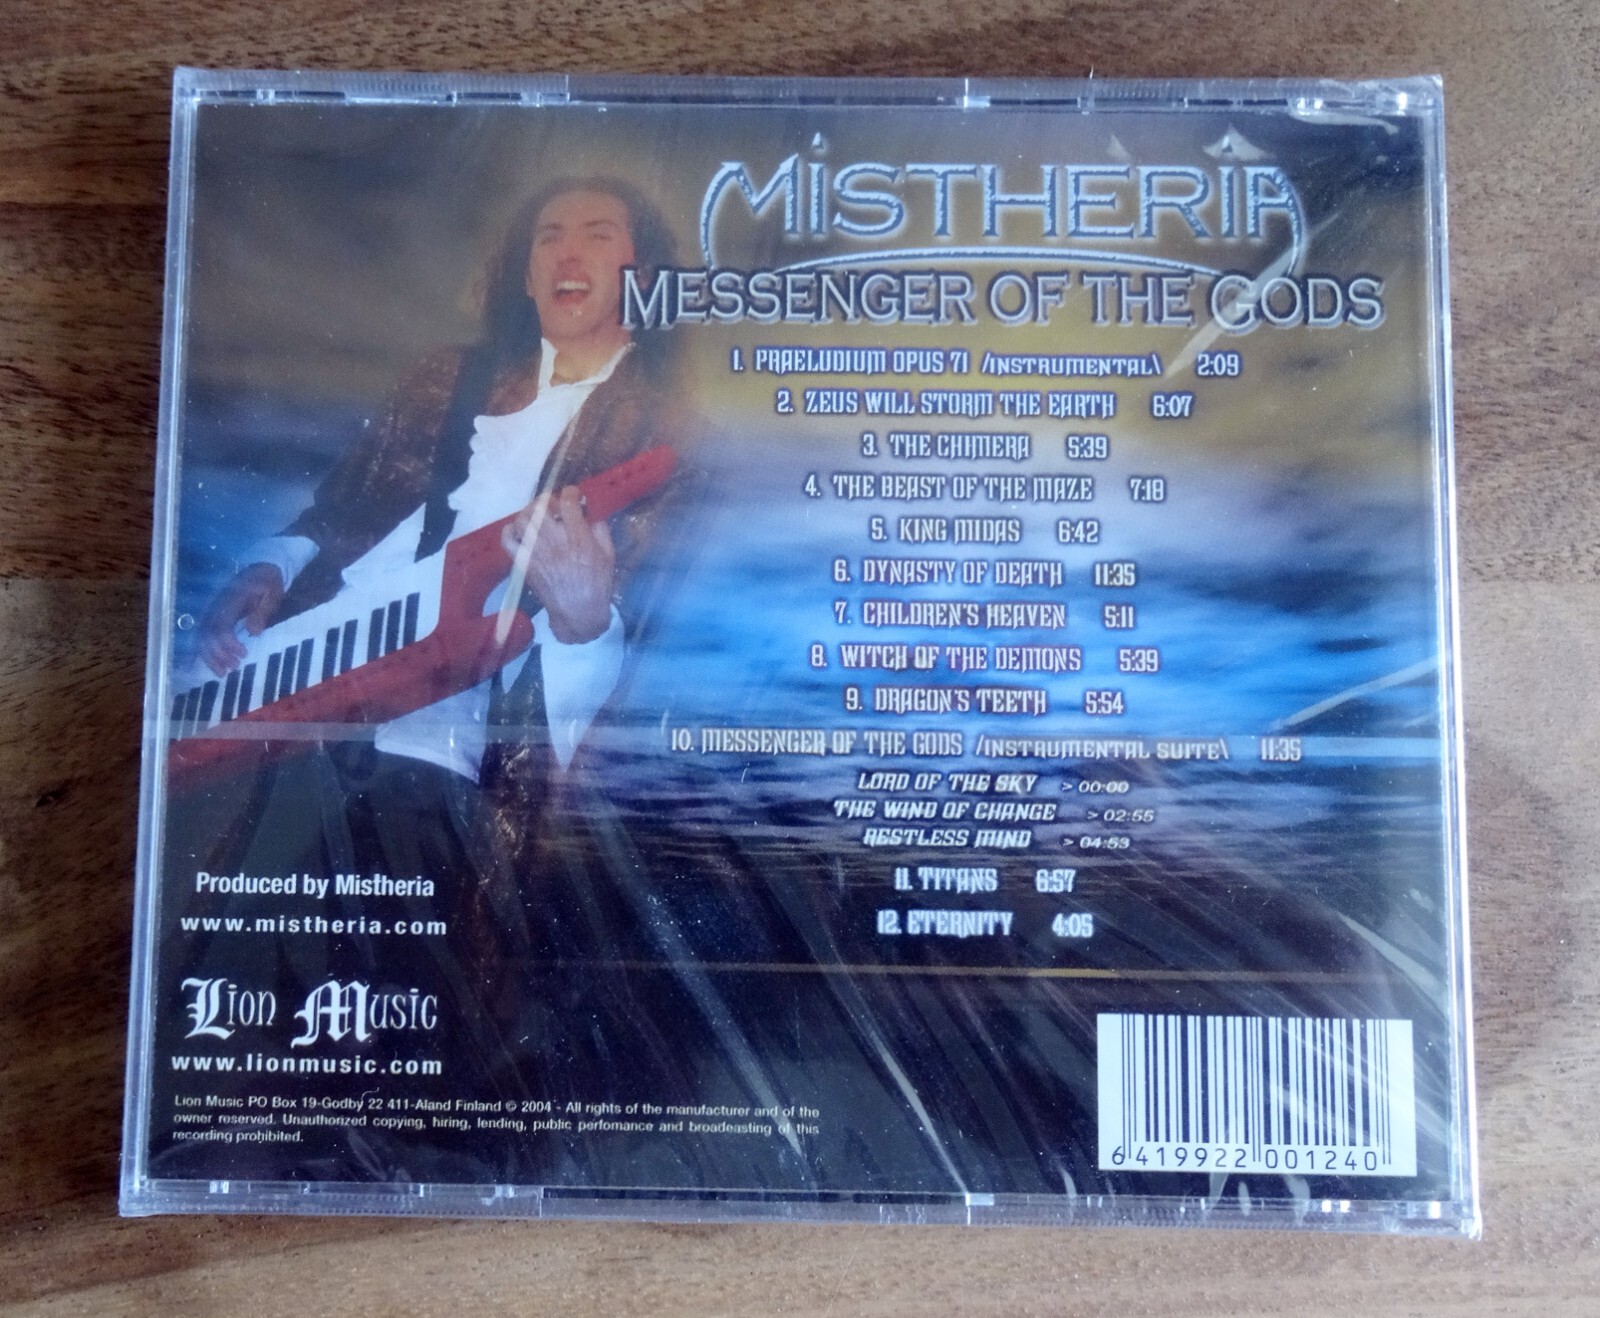 MiSTHERiA
MESSENGER OF THE GODS
1. PRAELUDIUM OPUS 71 /INSTRUMENTAL\ 2:09
2. ZEUS WILL STORM THE EARTH 6:07
3. THE CHIMERA 5:39
4. THE BEAST OF THE MAZE 7:18
5. KING MIDAS 6:42
6. DYNASTY OF DEATH 11:35
7. CHILDREN'S HEAVEN 5:11
8. WITCH OF THE DEMONS 5:39
9. DRAGON'S TEETH 5:54
10. MESSENGER OF THE GODS /INSTRUMENTAL SUITE\ 11:35
LORD OF THE SKY > 00:00
THE WIND OF CHANGE > 02:55
RESTLESS MIND > 04:53
11. TITANS 6:57
12. ETERNITY 4:05
Produced by Mistheria
www.mistheria.com
Lion Music
www.lionmusic.com
Lion Music PO Box 19-Godby 22 411-Aland Finland © 2004 - All rights of the manufacturer and of the
owner reserved. Unauthorized copying, hiring, lending, public perfomance and broadcasting of this
recording prohibited.
6 419922 001240